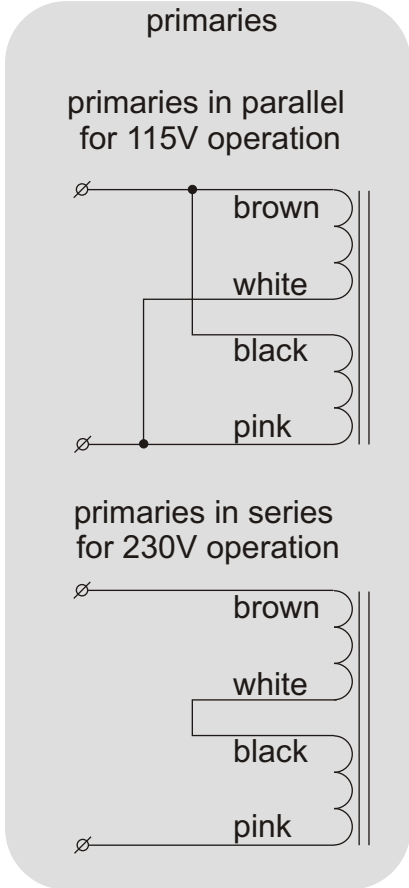 primaries
primaries in parallel
for 115V operation
brown
white
black
pink
primaries in series
for 230V operation
brown
white
black
pink